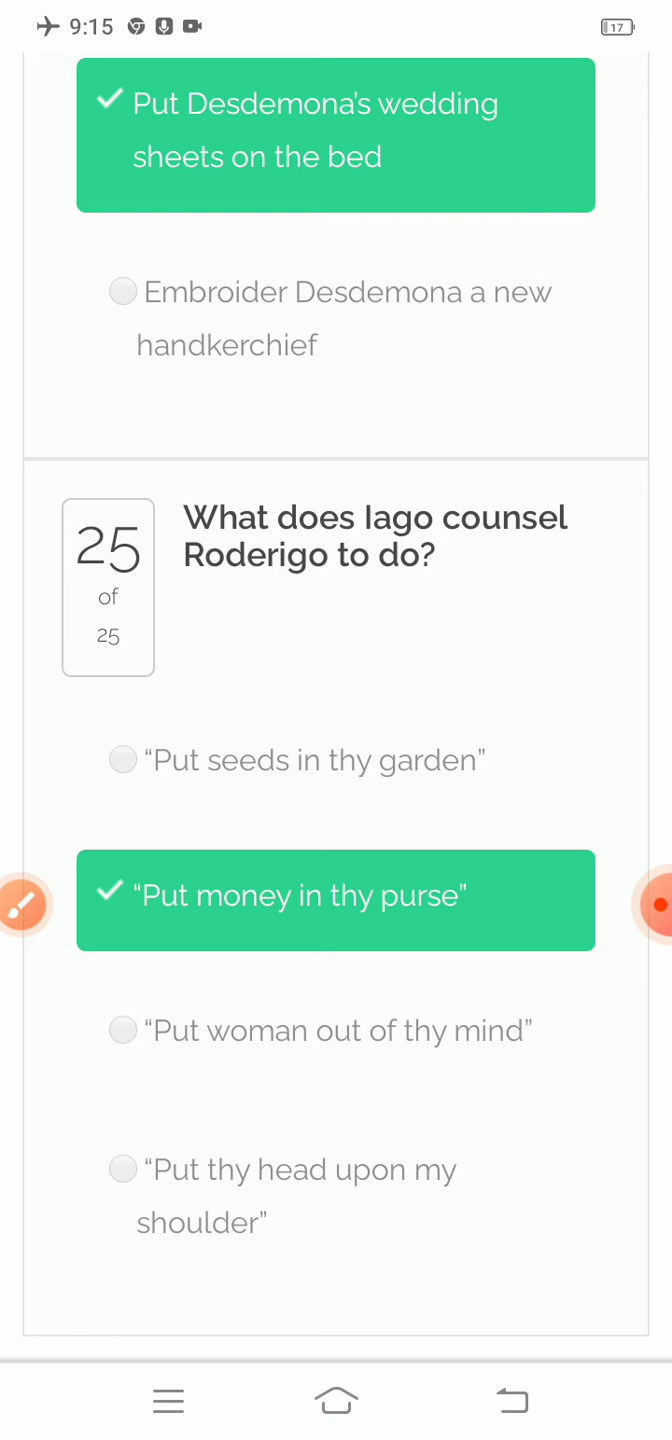 9:15
17
Put Desdemona's wedding
sheets on the bed
Embroider Desdemona a new
handkerchief
25
of
25
What does Iago counsel
Roderigo to do?
“Put seeds in thy garden”
“Put money in thy purse”
“Put woman out of thy mind”
“Put thy head upon my
shoulder”